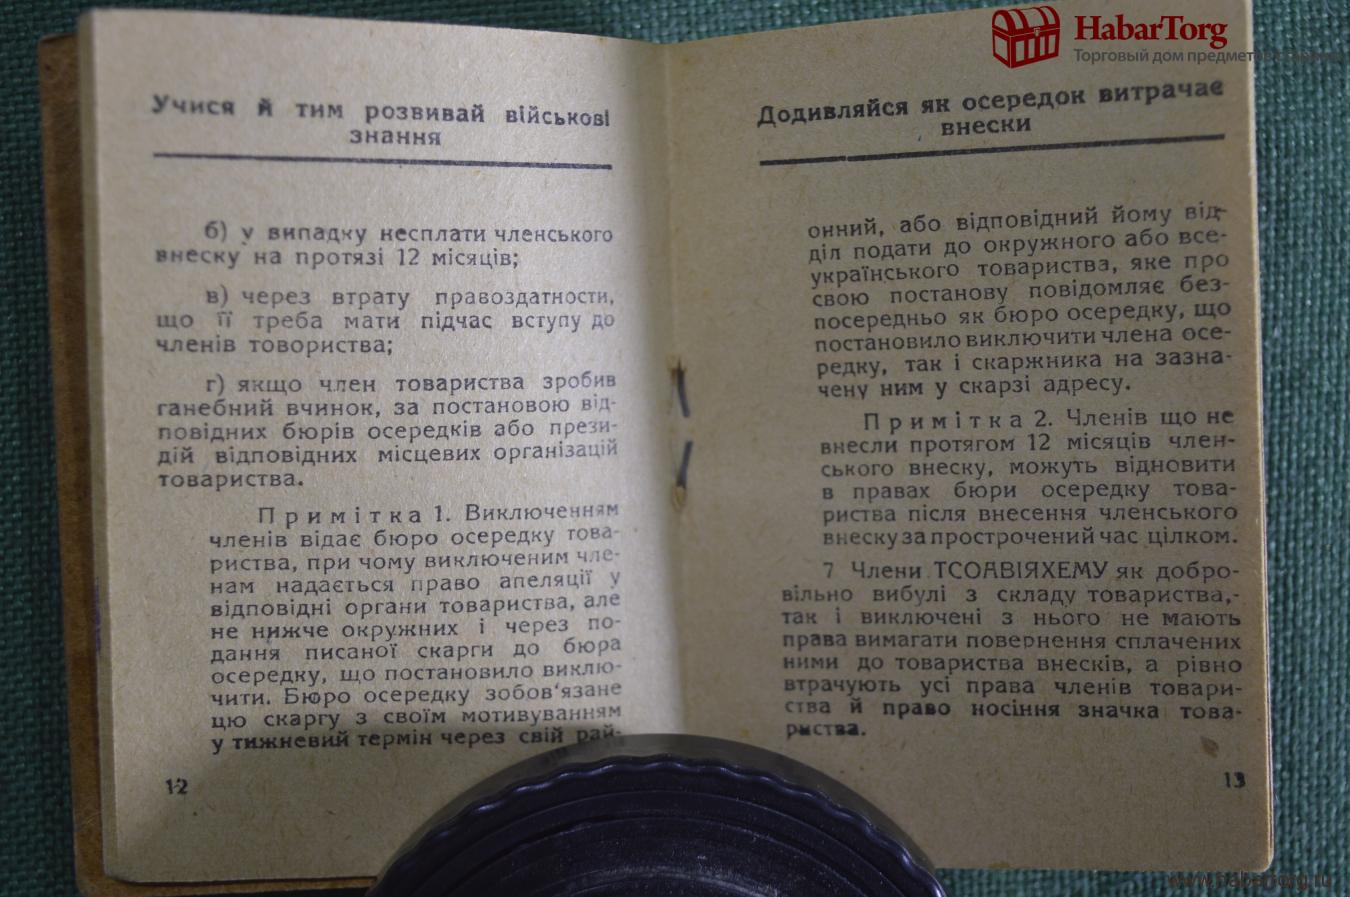 HabarTorg
Торговый дом предметов
Учися й тим розвивай військові
знання
б) у випадку несплати членського
внеску на протязі 12 місяців;
в) через втрату правоздатности,
що її треба мати підчас вступу до
членів товориства;
г) якщо член товариства зробив
ганебний вчинок, за постановою від-
повідних бюрів осередків або прези-
дій відповідних місцевих організацій
товариства.
Примітка 1. Виключенням
членів відає бюро осередку това-
риства, при чому виключеним чле-
нам надається право апеляції у
відповідні органи товариства, але
не нижче окружних і через по-
дання писаної скарги до бюра
осередку, що постановило виклю-
чити. Бюро осередку зобов'язане
цю скаргу з своїм мотивуванням
у тижневий термін через свій рай-
12
Додивляйся як осередок витрачає
внески
онний, або відповідний йому від-
діл подати до окружного або все-
українського товариства, яке про
свою постанову повідомляє без-
посередньо як бюро осередку, що
постановило виключити члена осе-
редку, так і скаржника на зазна-
чену ним у скарзі адресу.
Примітка 2. Членів що не
внесли протягом 12 місяців член-
ського внеску, можуть відновити
в правах бюри осередку това-
риства після внесення членського
внеску за прострочений час цілком.
7 Члени ТСОАВІЯХЕМУ як добро-
вільно вибулі з складу товариства,-
так і виключені з нього не мають
права вимагати повернення сплачених
ними до товариства внесків, а рівно
втрачують усі права членів товари-
ства й право носіння значка това-
риства.
13
www.habartorg.ru